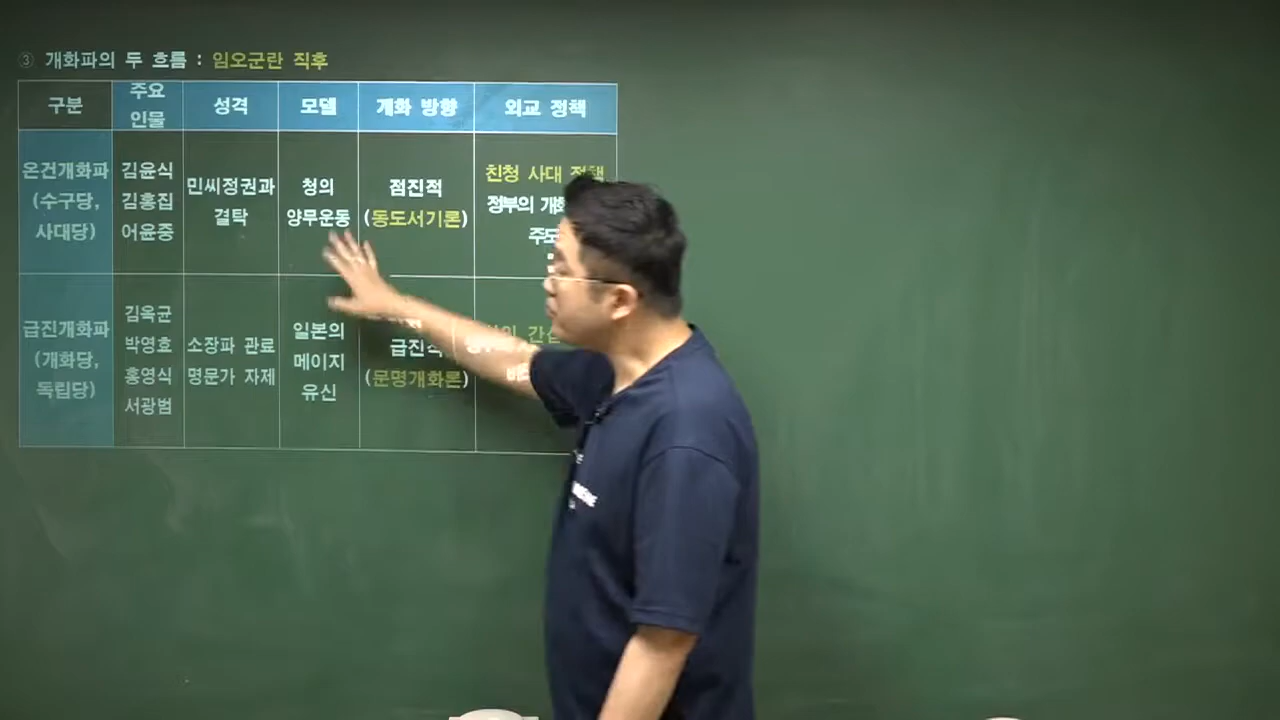 ③ 개화파의 두 흐름 : 임오군란 직후
구분
주요
인물
성격
모델
개화 방향
외교 정책
온건개화파
(수구당,
사대당)
김윤식
김홍집
어윤중
민씨정권과
결탁
청의
양무운동
점진적
(동도서기론)
친청 사대 정책
정부의
급진개화파
(개화당,
독립당)
김옥균
박영효
홍영식
서광범
소장파 관료
명문가 자제
일본의
메이지
유신
급진적
(문명개화론)